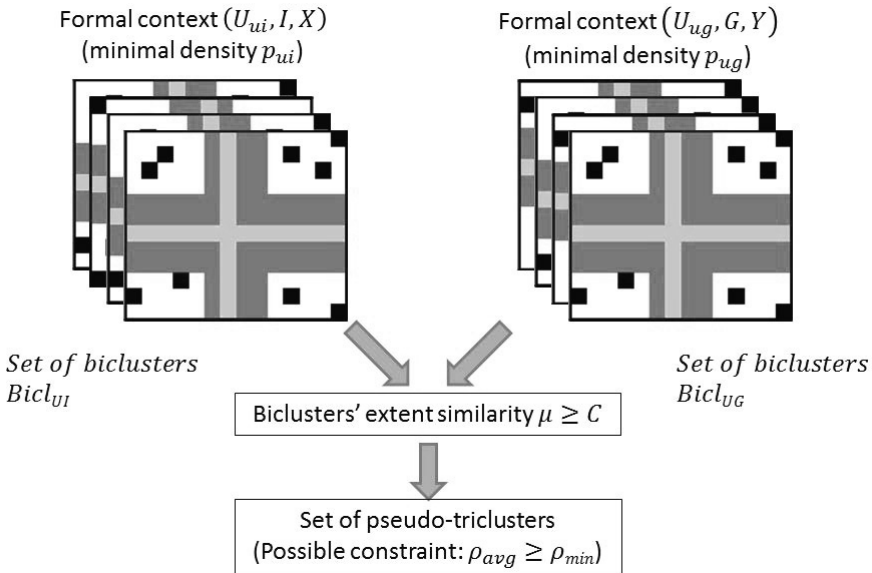 Formal context (U_ui, I, X)
(minimal density p_ui)
Formal context (U_ug, G, Y)
(minimal density p_ug)
Set of biclusters
Bicl_UI
Set of biclusters
Bicl_UG
Biclusters' extent similarity μ ≥ C
Set of pseudo-triclusters
(Possible constraint: ρ_avg ≥ ρ_min)